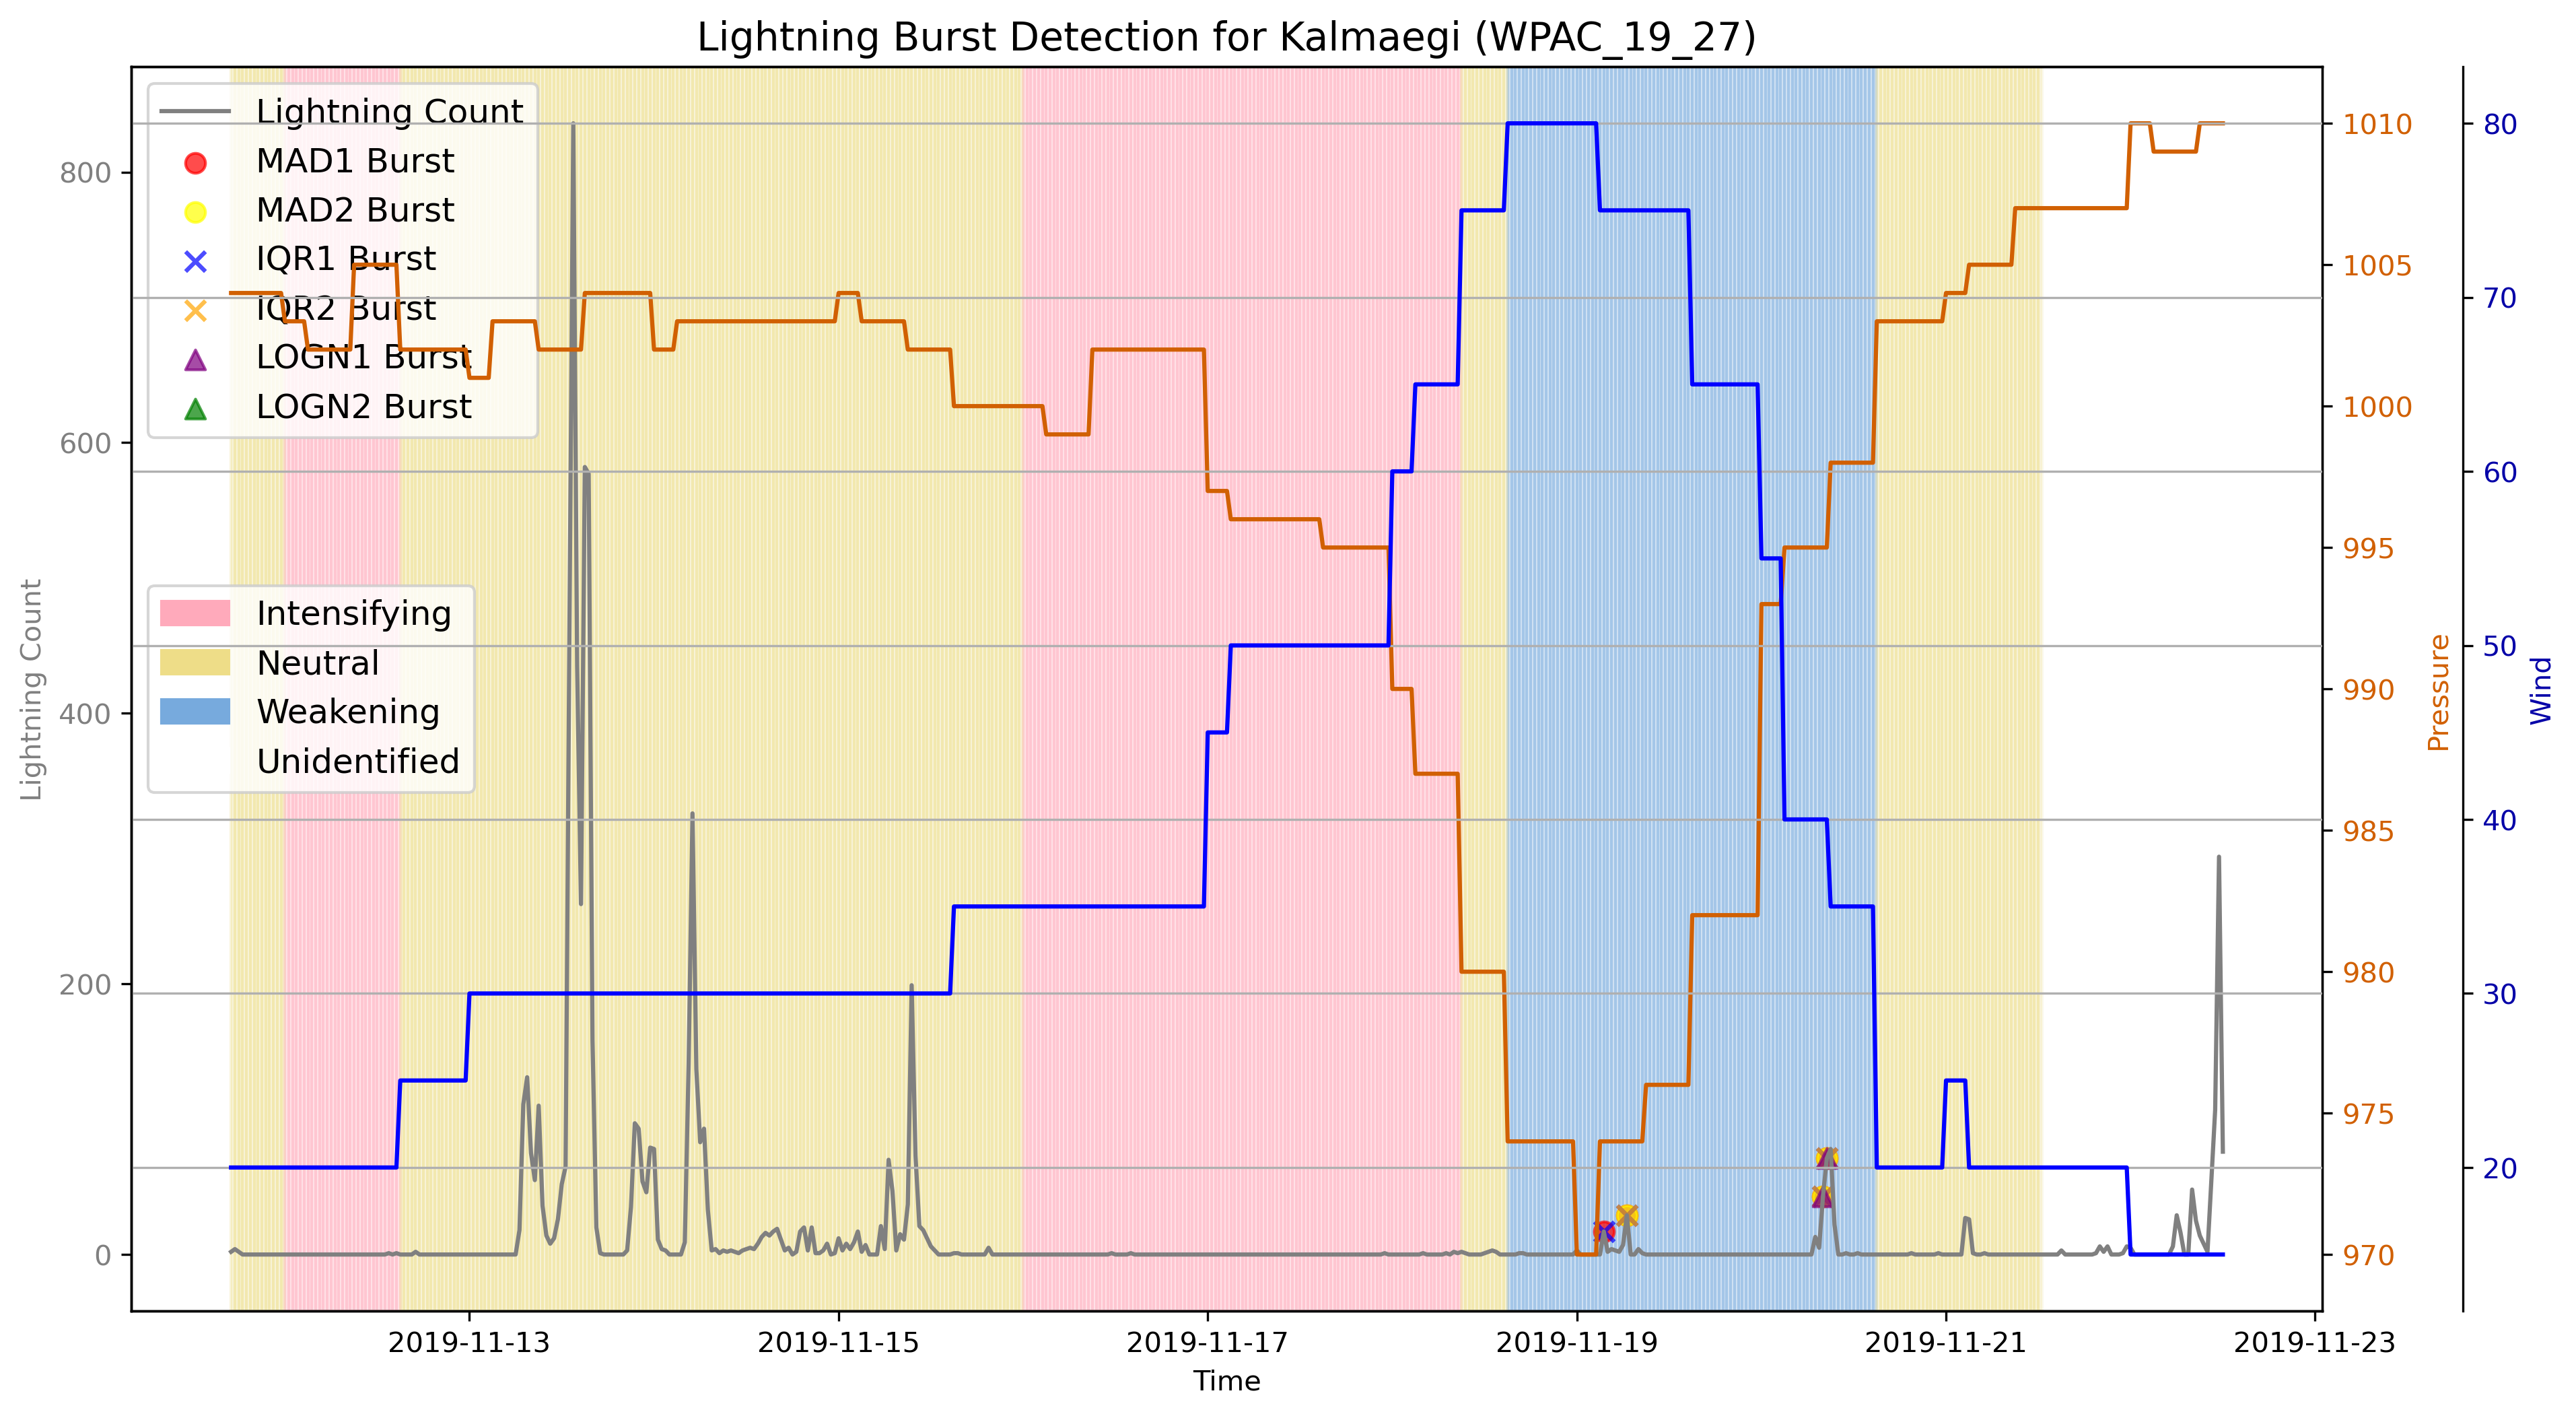 Lightning Burst Detection for Kalmaegi (WPAC_19_27)
Lightning Count
MAD1 Burst
MAD2 Burst
IQR1 Burst
IQR2 Burst
LOGN1 Burst
LOGN2 Burst
Intensifying
Neutral
Weakening
Unidentified
800
600
400
200
0
Lightning Count
1010
1005
1000
995
990
985
980
975
970
Pressure
80
70
60
50
40
30
20
Wind
2019-11-13
2019-11-15
2019-11-17
2019-11-19
2019-11-21
2019-11-23
Time